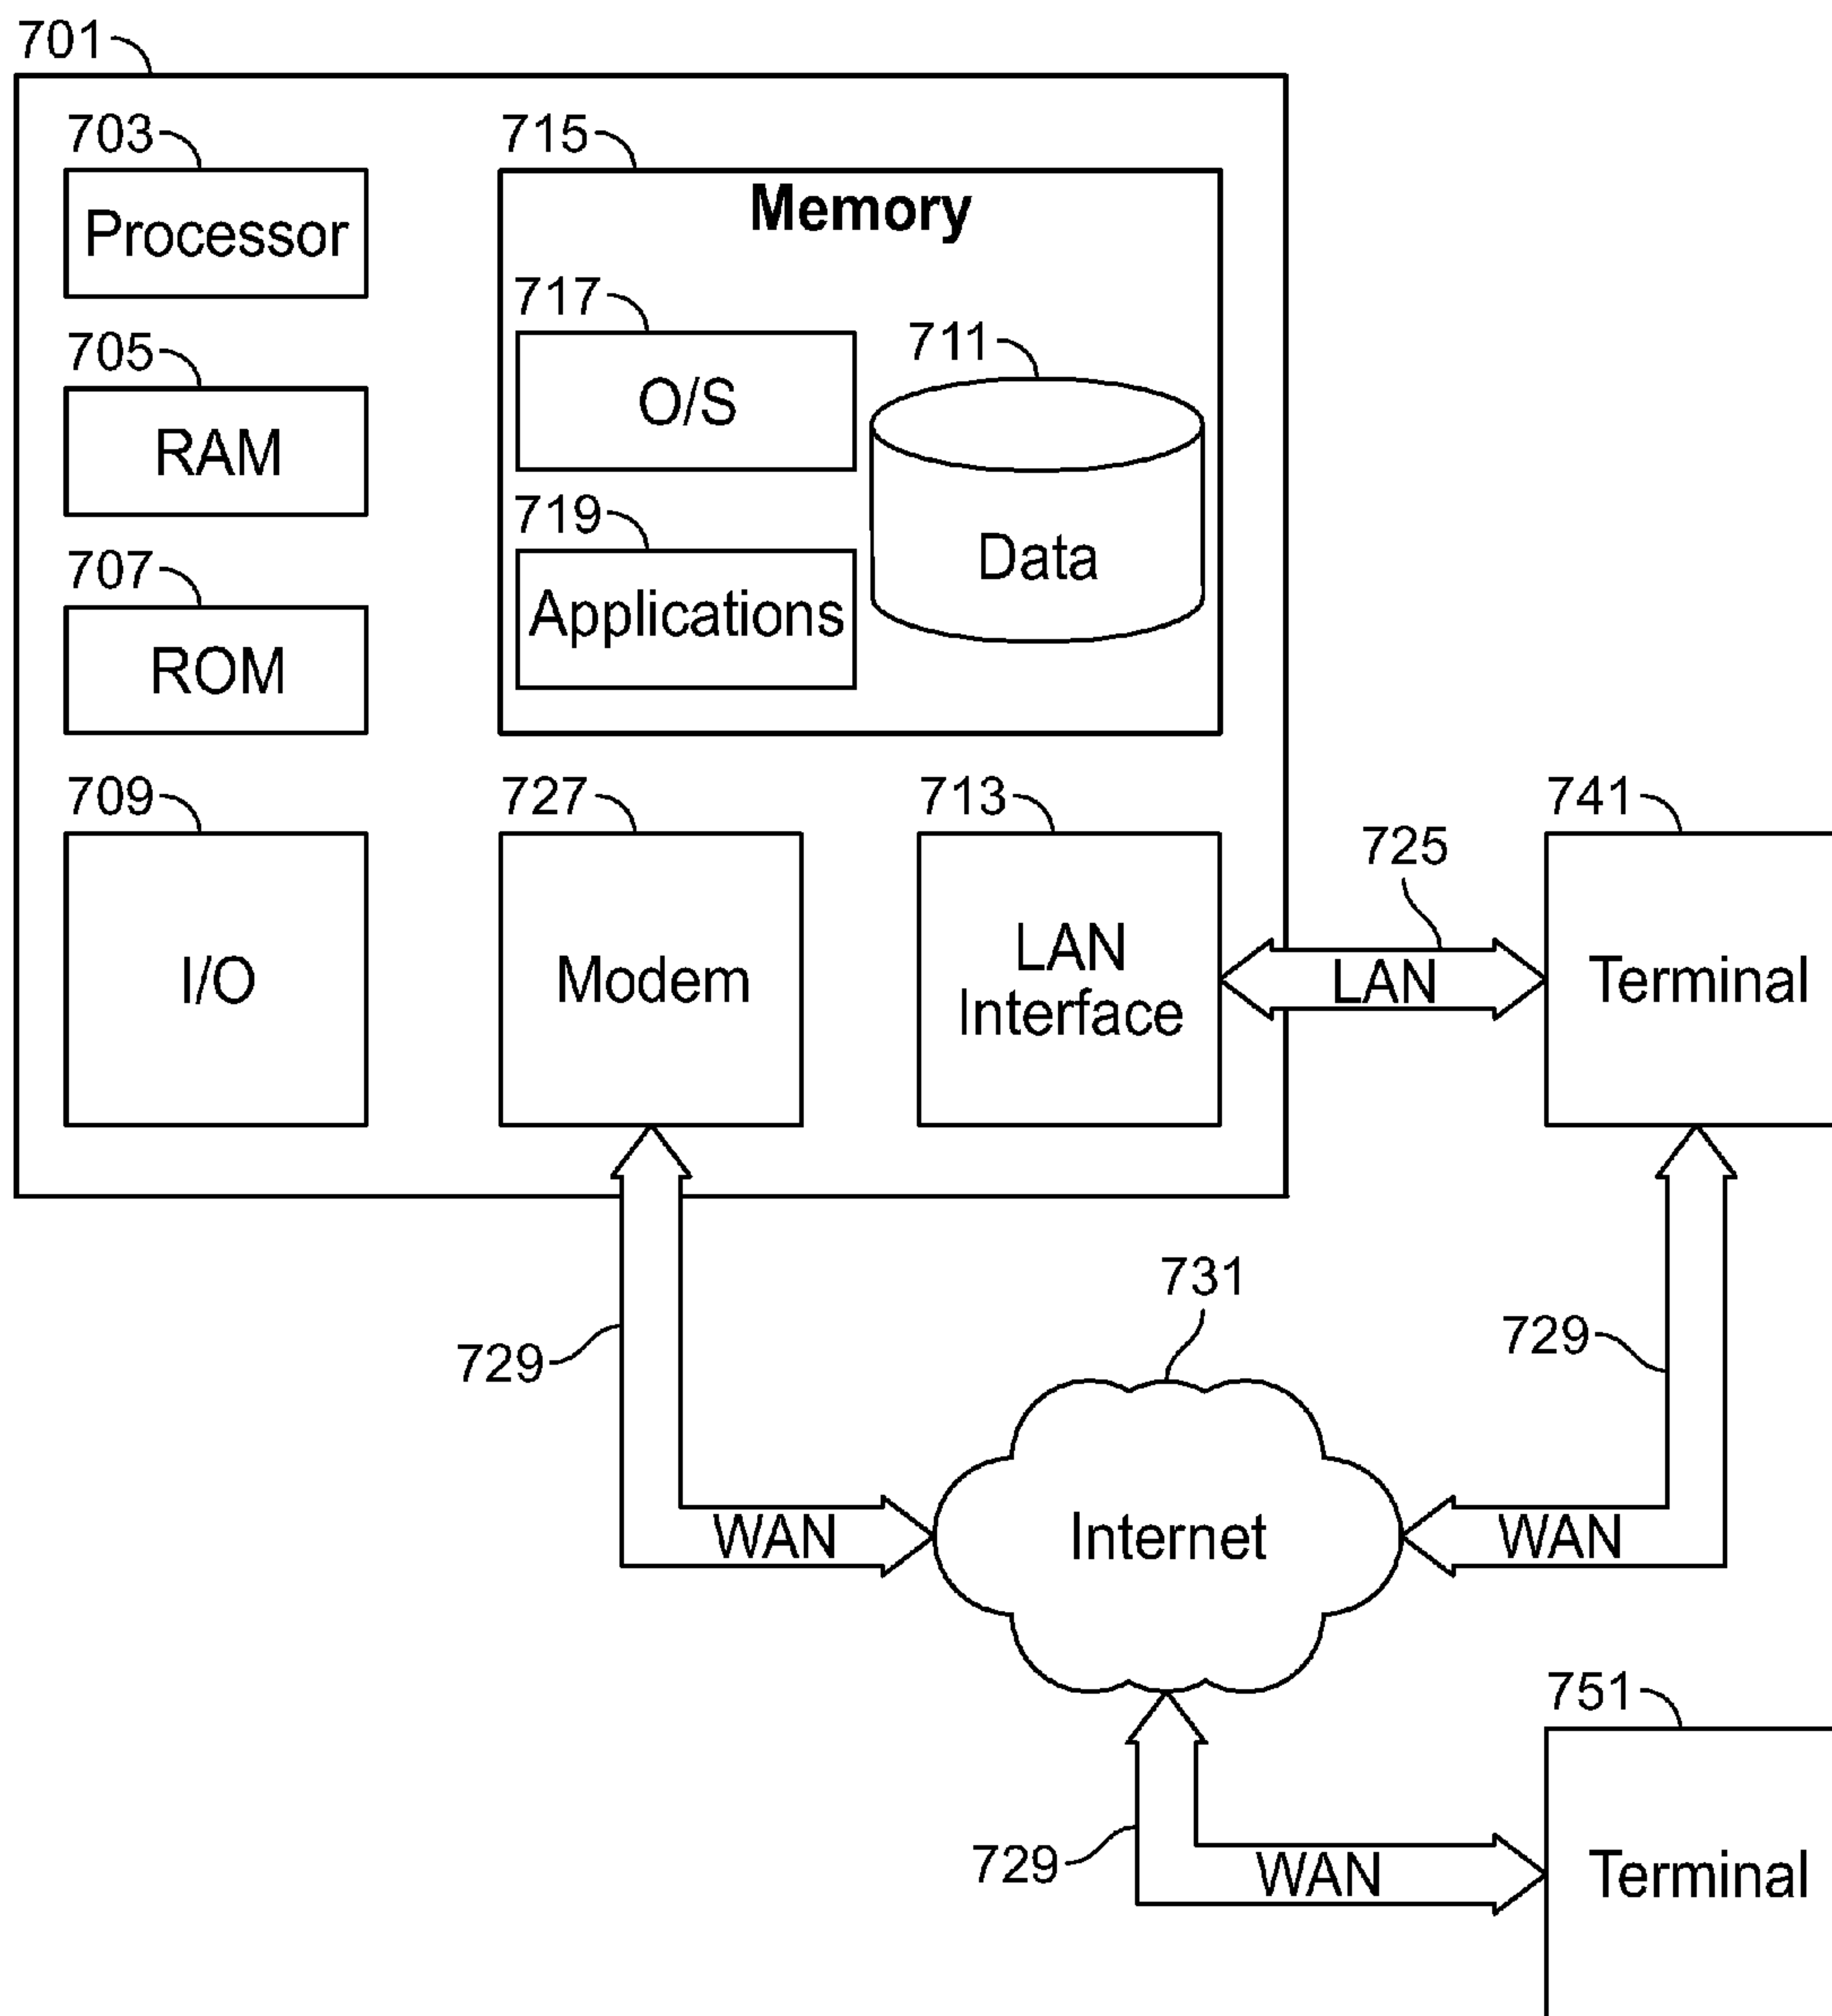 701
703
Processor
705
RAM
707
ROM
709
I/O
715
Memory
717
O/S
711
Data
719
Applications
727
Modem
713
LAN
Interface
725
LAN
741
Terminal
729
WAN
731
Internet
729
WAN
729
WAN
751
Terminal